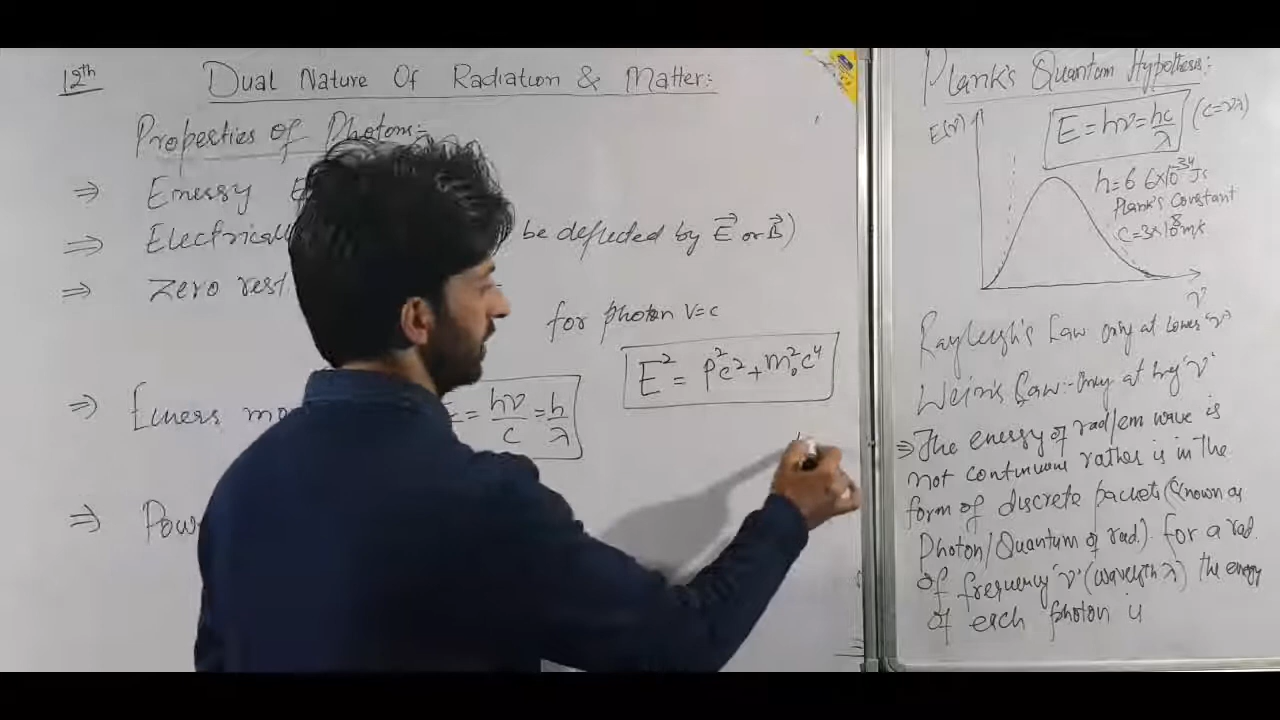 12th
Dual Nature Of Radiation & Matter:
Properties of Photons:-
⇒ Energy E
⇒ Electrical be deflected by E⃗ or B⃗)
⇒ Zero rest
for photon V=c
E² = p²c² + m₀²c⁴
⇒ mo = hν/c = h/λ
⇒ Pow
Plank's Quantum Hypothesis:
E(ν)
E = hν = hc/λ (c=νλ)
h = 6.6×10⁻³⁴ Js
Plank's Constant
c=3×10⁸ m/s
ν
Rayleigh's Law only at lower 'ν'
Wein's Law:- Only at hig 'ν'
⇒ The energy of rad/em wave is
not continuous rather is in the
form of discrete packets (known as
Photon/Quantum of rad.) for a rad.
of frequency 'ν' (wavelength λ) the energy
of each photon is